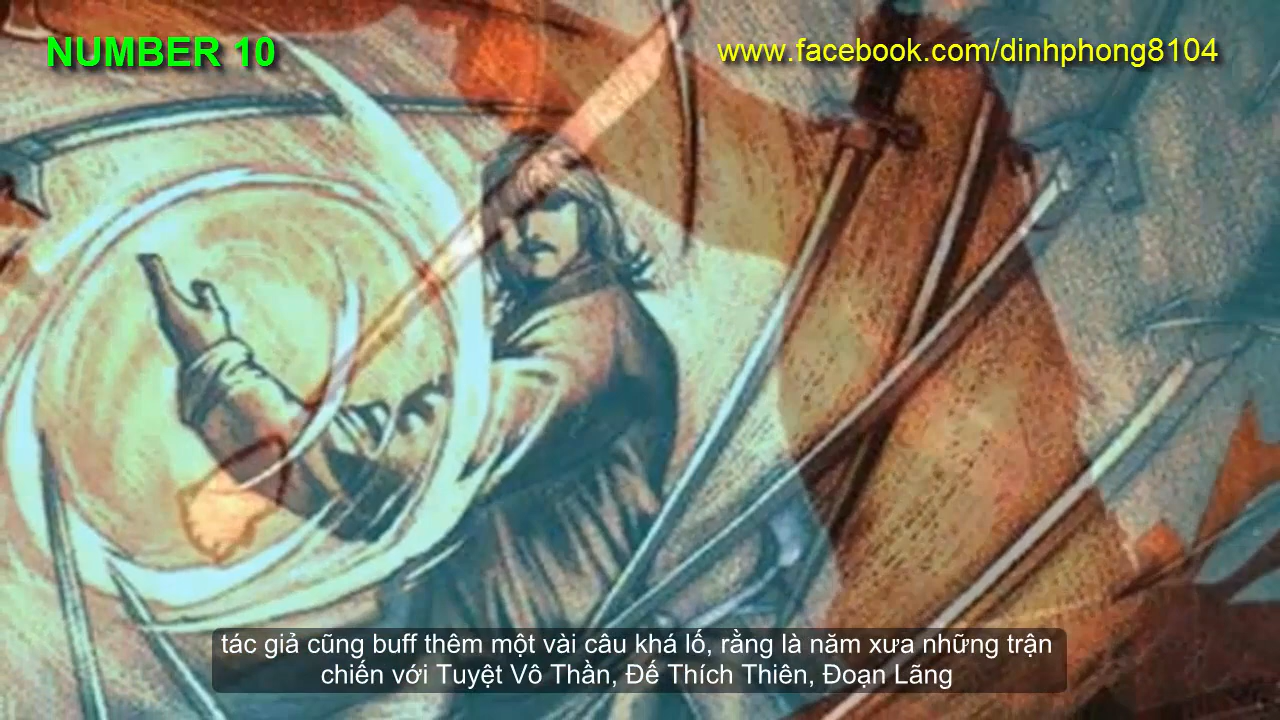 NUMBER 10
www.facebook.com/dinhphong8104
tác giả cũng buff thêm một vài câu khá lố, rằng là năm xưa những trận
chiến với Tuyệt Vô Thần, Đế Thích Thiên, Đoạn Lãng